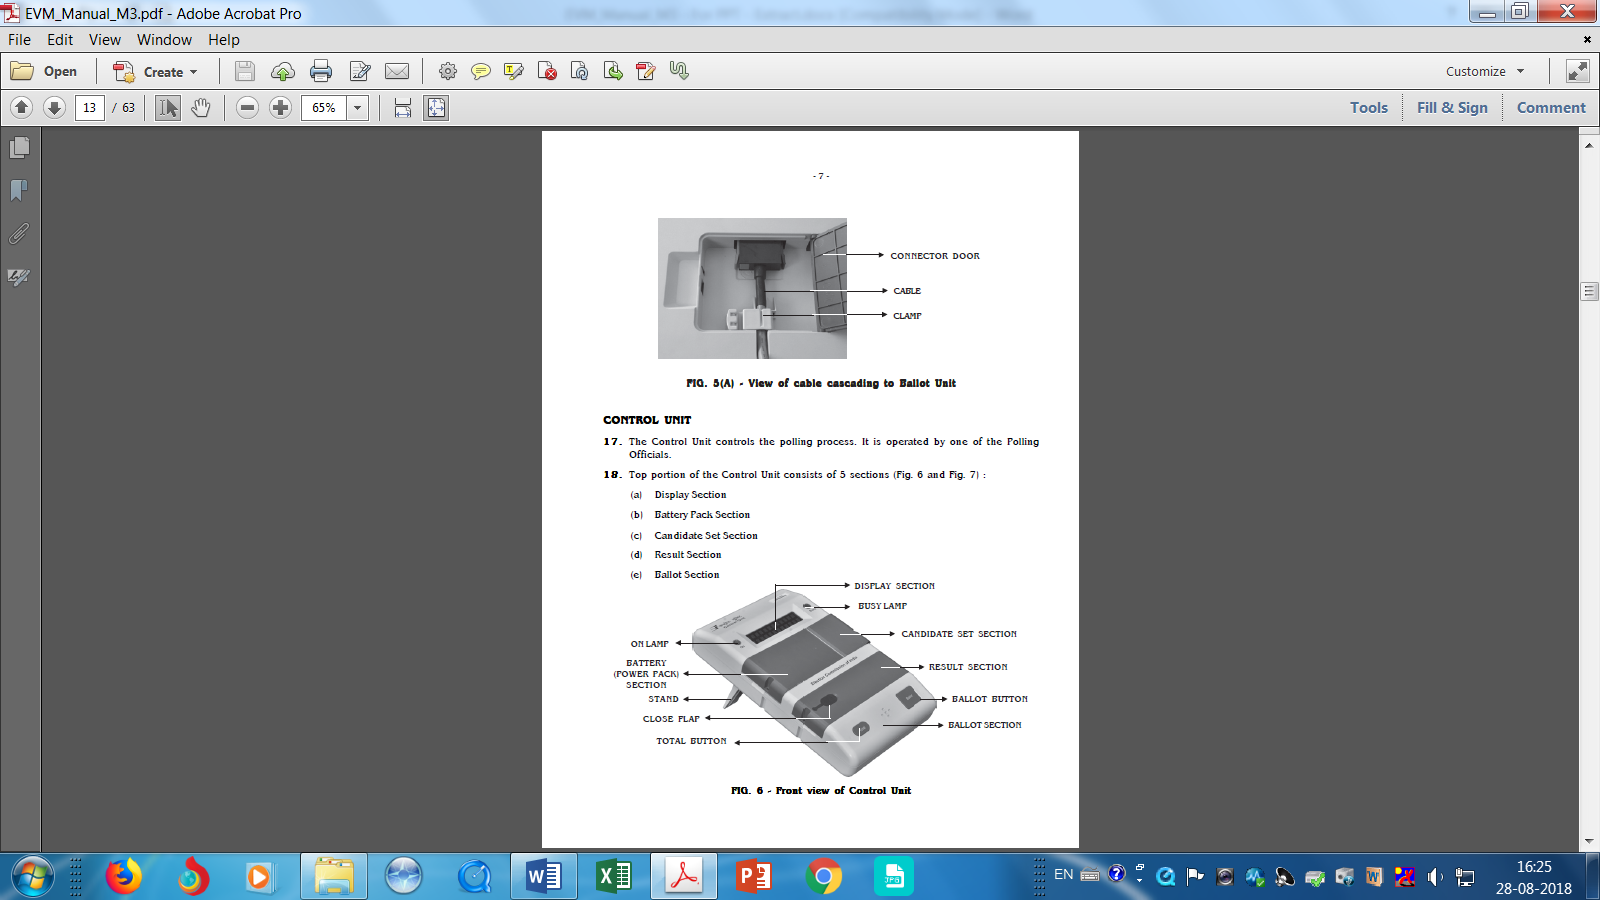 EVM_Manual_M3.pdf - Adobe Acrobat Pro
File Edit View Window Help
Open Create Customize
13 / 63 65% Tools Fill & Sign Comment
- 7 -
CONNECTOR DOOR
CABLE
CLAMP
FIG. 5(A) - View of cable cascading to Ballot Unit
CONTROL UNIT
17. The Control Unit controls the polling process. It is operated by one of the Polling
Officials.
18. Top portion of the Control Unit consists of 5 sections (Fig. 6 and Fig. 7) :
(a) Display Section
(b) Battery Pack Section
(c) Candidate Set Section
(d) Result Section
(e) Ballot Section
DISPLAY SECTION
BUSY LAMP
CANDIDATE SET SECTION
ON LAMP
BATTERY
(POWER PACK)
SECTION
RESULT SECTION
STAND
BALLOT BUTTON
CLOSE FLAP
BALLOT SECTION
TOTAL BUTTON
Election Commission of India
FIG. 6 - Front view of Control Unit
EN
16:25
28-08-2018
JPG